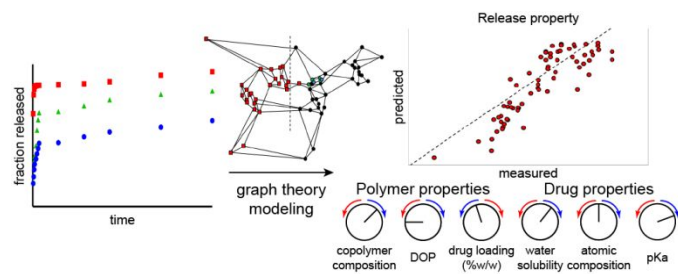 fraction released
time
graph theory
modeling
Release property
predicted
measured
Polymer properties
Drug properties
copolymer
composition
DOP
drug loading
(%w/w)
water
solubility
atomic
composition
pKa